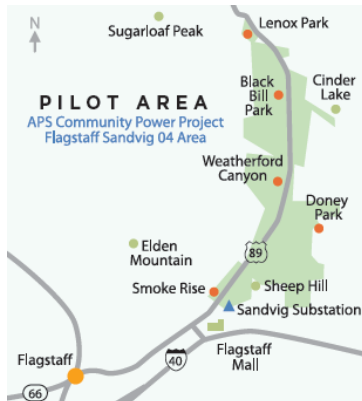 Sugarloaf Peak
Lenox Park
N
Black
Bill
Park
Cinder
Lake
PILOT AREA
APS Community Power Project
Flagstaff Sandvig 04 Area
Weatherford
Canyon
Doney
Park
Elden
Mountain
89
Smoke Rise
Sheep Hill
Sandvig Substation
Flagstaff
40
Flagstaff
Mall
66